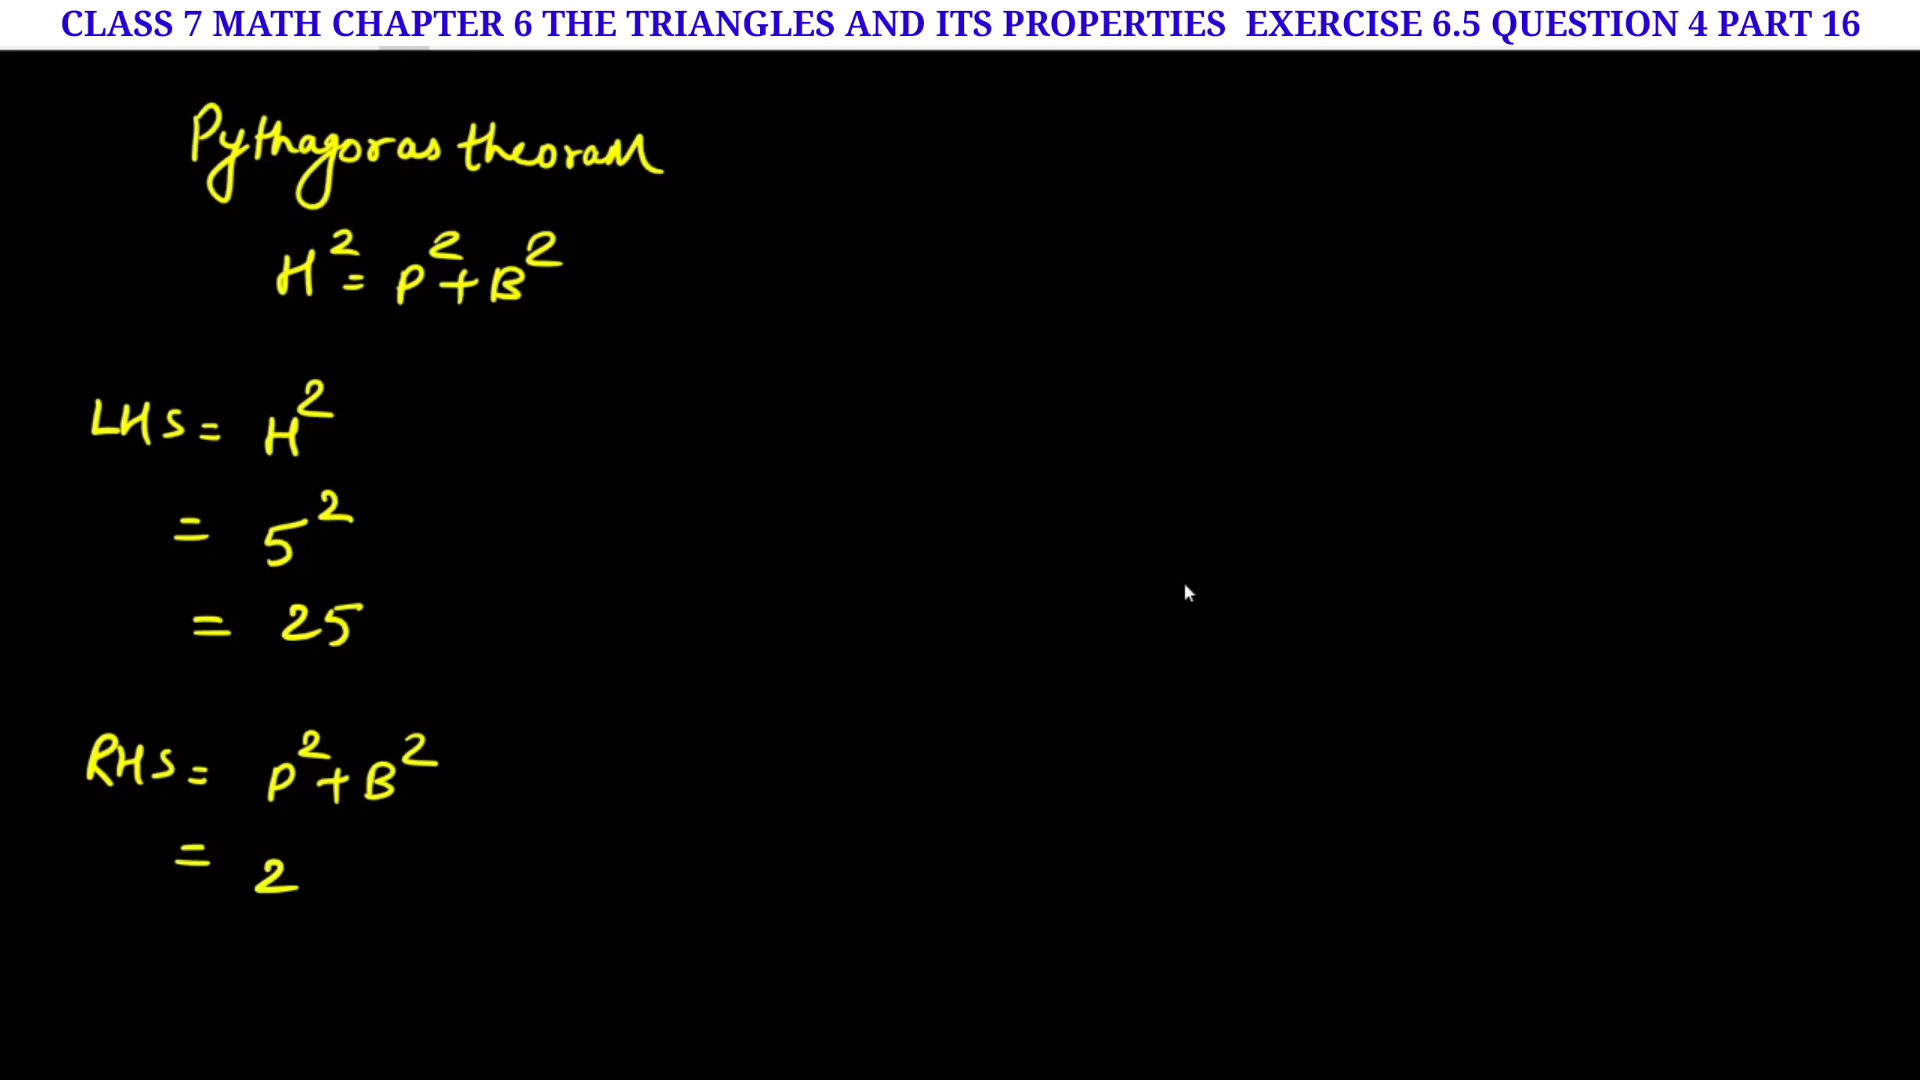 CLASS 7 MATH CHAPTER 6 THE TRIANGLES AND ITS PROPERTIES EXERCISE 6.5 QUESTION 4 PART 16
Pythagoras theoram
H² = P² + B²
LHS = H²
= 5²
= 25
RHS = P² + B²
= 2